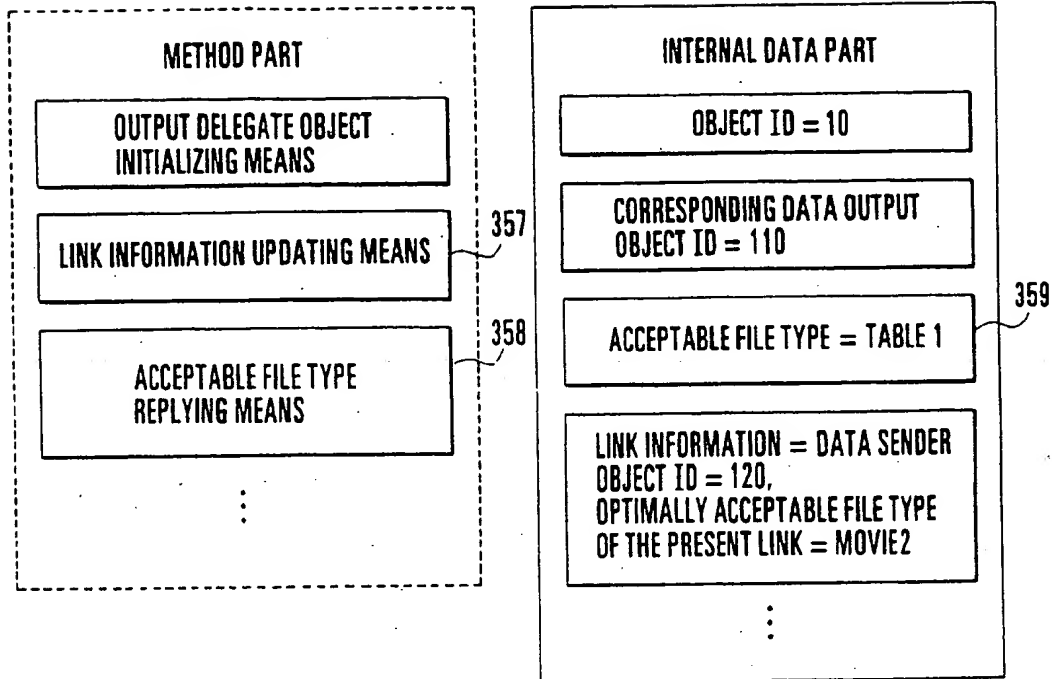 METHOD PART
OUTPUT DELEGATE OBJECT
INITIALIZING MEANS
LINK INFORMATION UPDATING MEANS
357
358
ACCEPTABLE FILE TYPE
REPLYING MEANS
INTERNAL DATA PART
OBJECT ID = 10
CORRESPONDING DATA OUTPUT
OBJECT ID = 110
359
ACCEPTABLE FILE TYPE = TABLE 1
LINK INFORMATION = DATA SENDER
OBJECT ID = 120,
OPTIMALLY ACCEPTABLE FILE TYPE
OF THE PRESENT LINK = MOVIE2